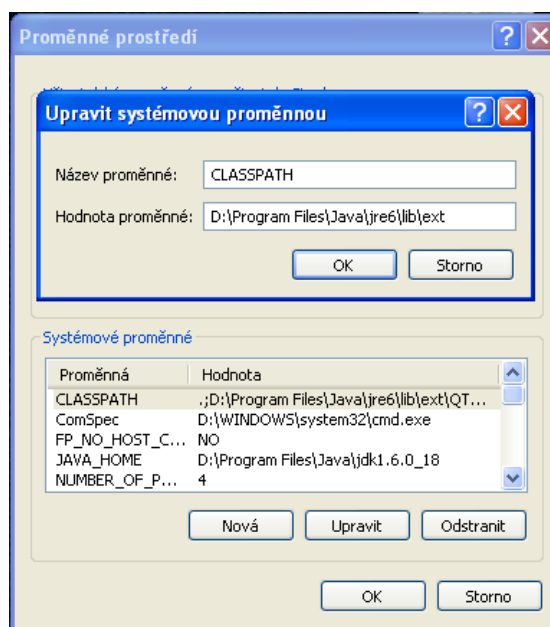 Proměnné prostředí
Upravit systémovou proměnnou
Název proměnné: CLASSPATH
Hodnota proměnné: D:\Program Files\Java\jre6\lib\ext
OK Storno
Systémové proměnné
Proměnná Hodnota
CLASSPATH .;D:\Program Files\Java\jre6\lib\ext\QT...
ComSpec D:\WINDOWS\system32\cmd.exe
FP_NO_HOST_C... NO
JAVA_HOME D:\Program Files\Java\jdk1.6.0_18
NUMBER_OF_P... 4
Nová Upravit Odstranit
OK Storno